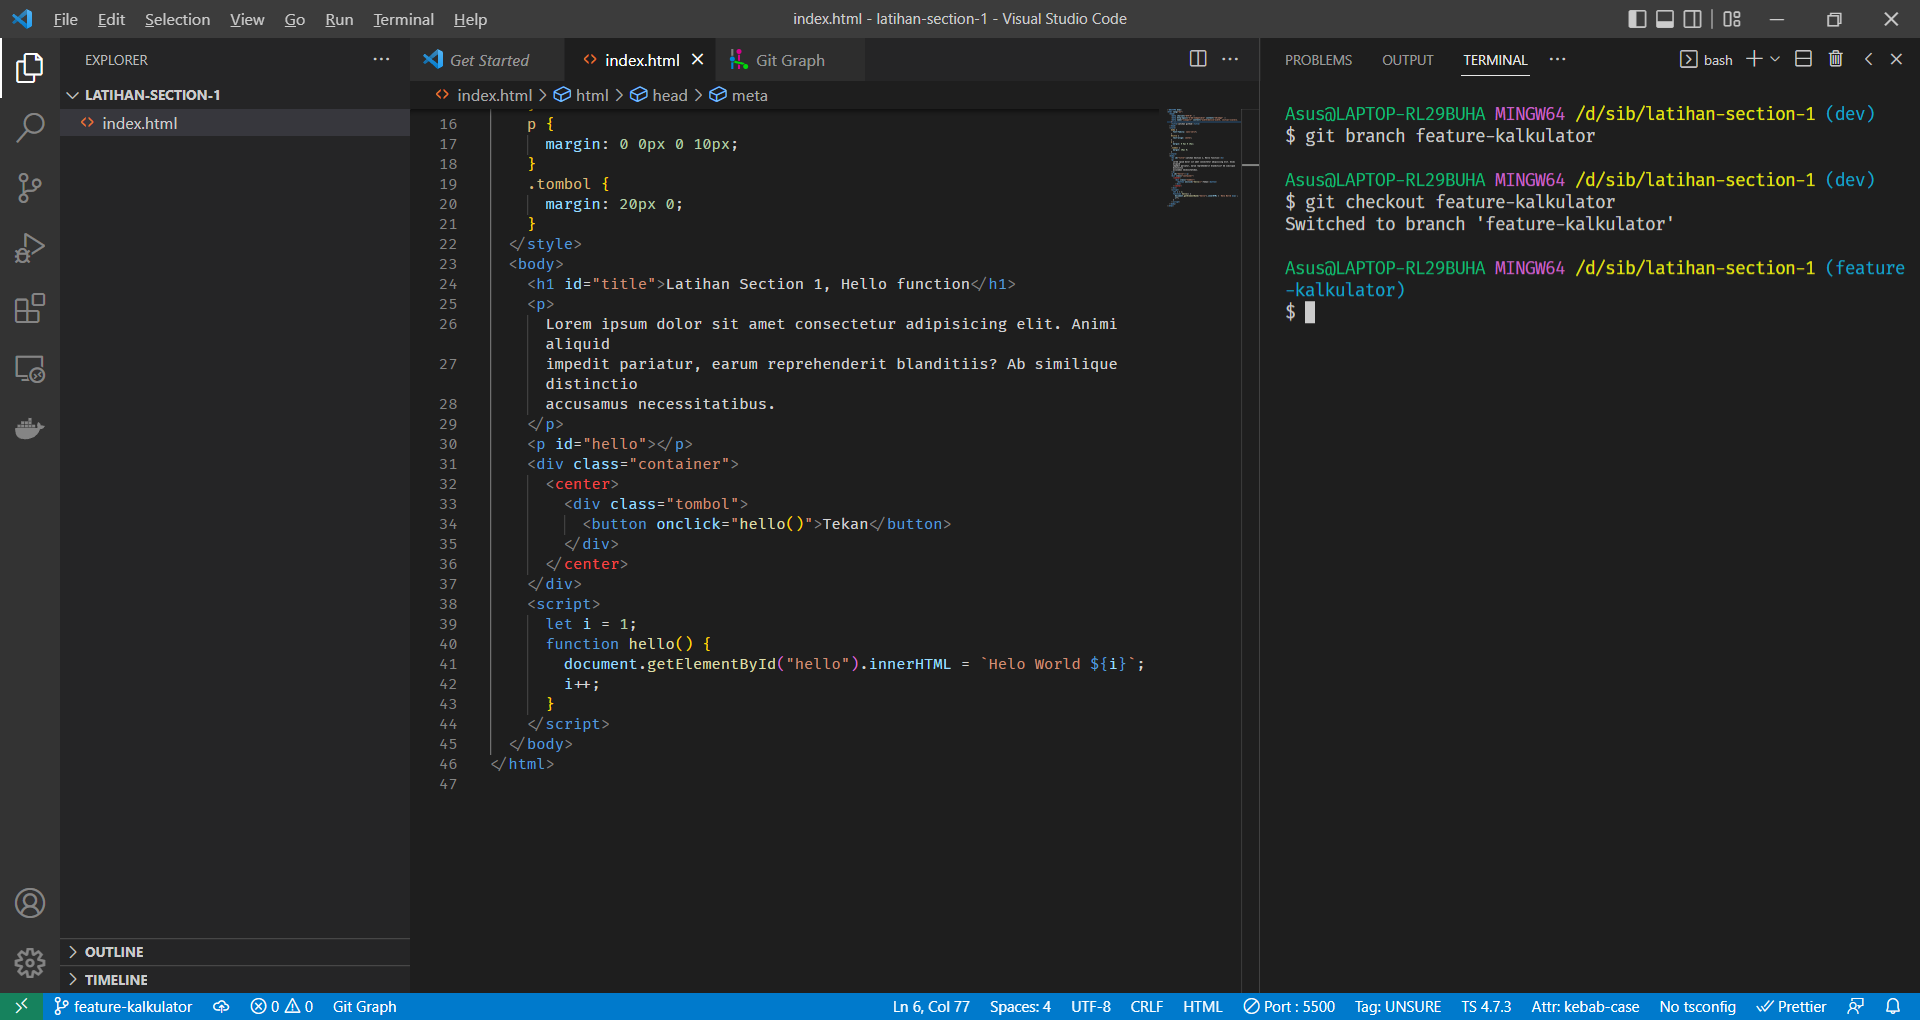 File Edit Selection View Go Run Terminal Help
index.html - latihan-section-1 - Visual Studio Code
EXPLORER
LATIHAN-SECTION-1
index.html
OUTLINE
TIMELINE
Get Started
index.html
Git Graph
index.html > html > head > meta
16 p {
17 margin: 0 0px 0 10px;
18 }
19 .tombol {
20 margin: 20px 0;
21 }
22 </style>
23 <body>
24 <h1 id="title">Latihan Section 1, Hello function</h1>
25 <p>
26 Lorem ipsum dolor sit amet consectetur adipisicing elit. Animi
aliquid
27 impedit pariatur, earum reprehenderit blanditiis? Ab similique
distinctio
28 accusamus necessitatibus.
29 </p>
30 <p id="hello"></p>
31 <div class="container">
32 <center>
33 <div class="tombol">
34 <button onclick="hello()">Tekan</button>
35 </div>
36 </center>
37 </div>
38 <script>
39 let i = 1;
40 function hello() {
41 document.getElementById("hello").innerHTML = `Helo World ${i}`;
42 i++;
43 }
44 </script>
45 </body>
46 </html>
47
PROBLEMS OUTPUT TERMINAL
bash
Asus@LAPTOP-RL29BUHA MINGW64 /d/sib/latihan-section-1 (dev)
$ git branch feature-kalkulator
Asus@LAPTOP-RL29BUHA MINGW64 /d/sib/latihan-section-1 (dev)
$ git checkout feature-kalkulator
Switched to branch 'feature-kalkulator'
Asus@LAPTOP-RL29BUHA MINGW64 /d/sib/latihan-section-1 (feature
-kalkulator)
$
feature-kalkulator 0 0 Git Graph
Ln 6, Col 77 Spaces: 4 UTF-8 CRLF HTML Port : 5500 Tag: UNSURE TS 4.7.3 Attr: kebab-case No tsconfig Prettier